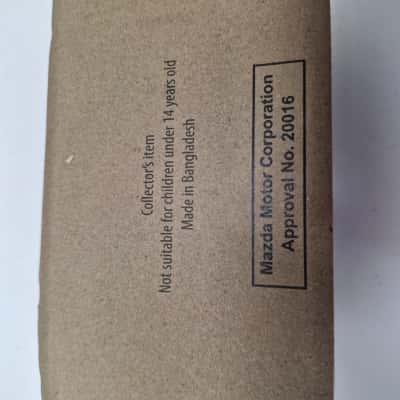 Collector's item
Not suitable for children under 14 years old
Made in Bangladesh
Mazda Motor Corporation
Approval No. 20016